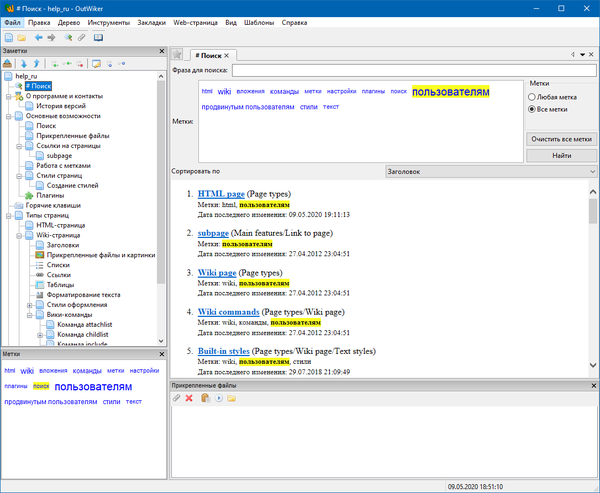 # Поиск - help_ru - OutWiker
Файл Правка Дерево Инструменты Закладки Web-страница Вид Шаблоны Справка
Заметки
help_ru
# Поиск
О программе и контакты
История версий
Основные возможности
Поиск
Прикрепленные файлы
Ссылки на страницы
subpage
Работа с метками
Стили страниц
Создание стилей
Плагины
Горячие клавиши
Типы страниц
HTML-страница
Wiki-страница
Заголовки
Прикрепленные файлы и картинки
Списки
Ссылки
Таблицы
Форматирование текста
Стили оформления
Вики-команды
Команда attachlist
Команда childlist
Команда include
Метки
html wiki вложения команды метки настройки
плагины поиск пользователям
продвинутым пользователям стили текст
# Поиск
Фраза для поиска:
Метки:
html wiki вложения команды метки настройки плагины поиск пользователям
продвинутым пользователям стили текст
Метки
Любая метка
Все метки
Очистить все метки
Найти
Сортировать по
Заголовок
1. HTML page (Page types)
Метки: html, пользователям
Дата последнего изменения: 09.05.2020 19:11:13
2. subpage (Main features/Link to page)
Метки: пользователям
Дата последнего изменения: 27.04.2012 23:04:51
3. Wiki page (Page types)
Метки: wiki, пользователям
Дата последнего изменения: 27.04.2012 23:04:51
4. Wiki commands (Page types/Wiki page)
Метки: wiki, команды, пользователям
Дата последнего изменения: 27.04.2012 23:04:51
5. Built-in styles (Page types/Wiki page/Text styles)
Метки: wiki, пользователям, стили
Дата последнего изменения: 29.07.2018 21:09:49
Прикрепленные файлы
09.05.2020 18:51:10